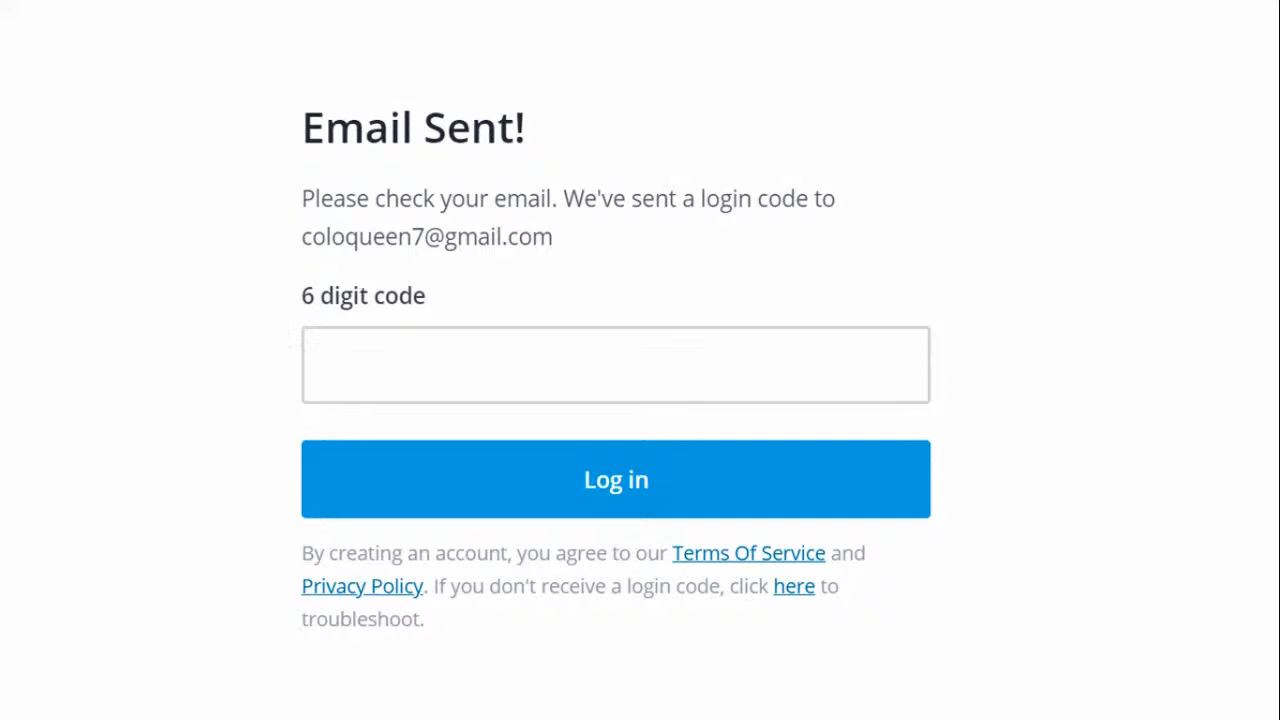 Email Sent!
Please check your email. We've sent a login code to
coloqueen7@gmail.com
6 digit code
Log in
By creating an account, you agree to our Terms Of Service and
Privacy Policy. If you don't receive a login code, click here to
troubleshoot.